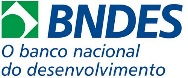 BNDES
O banco nacional
do desenvolvimento